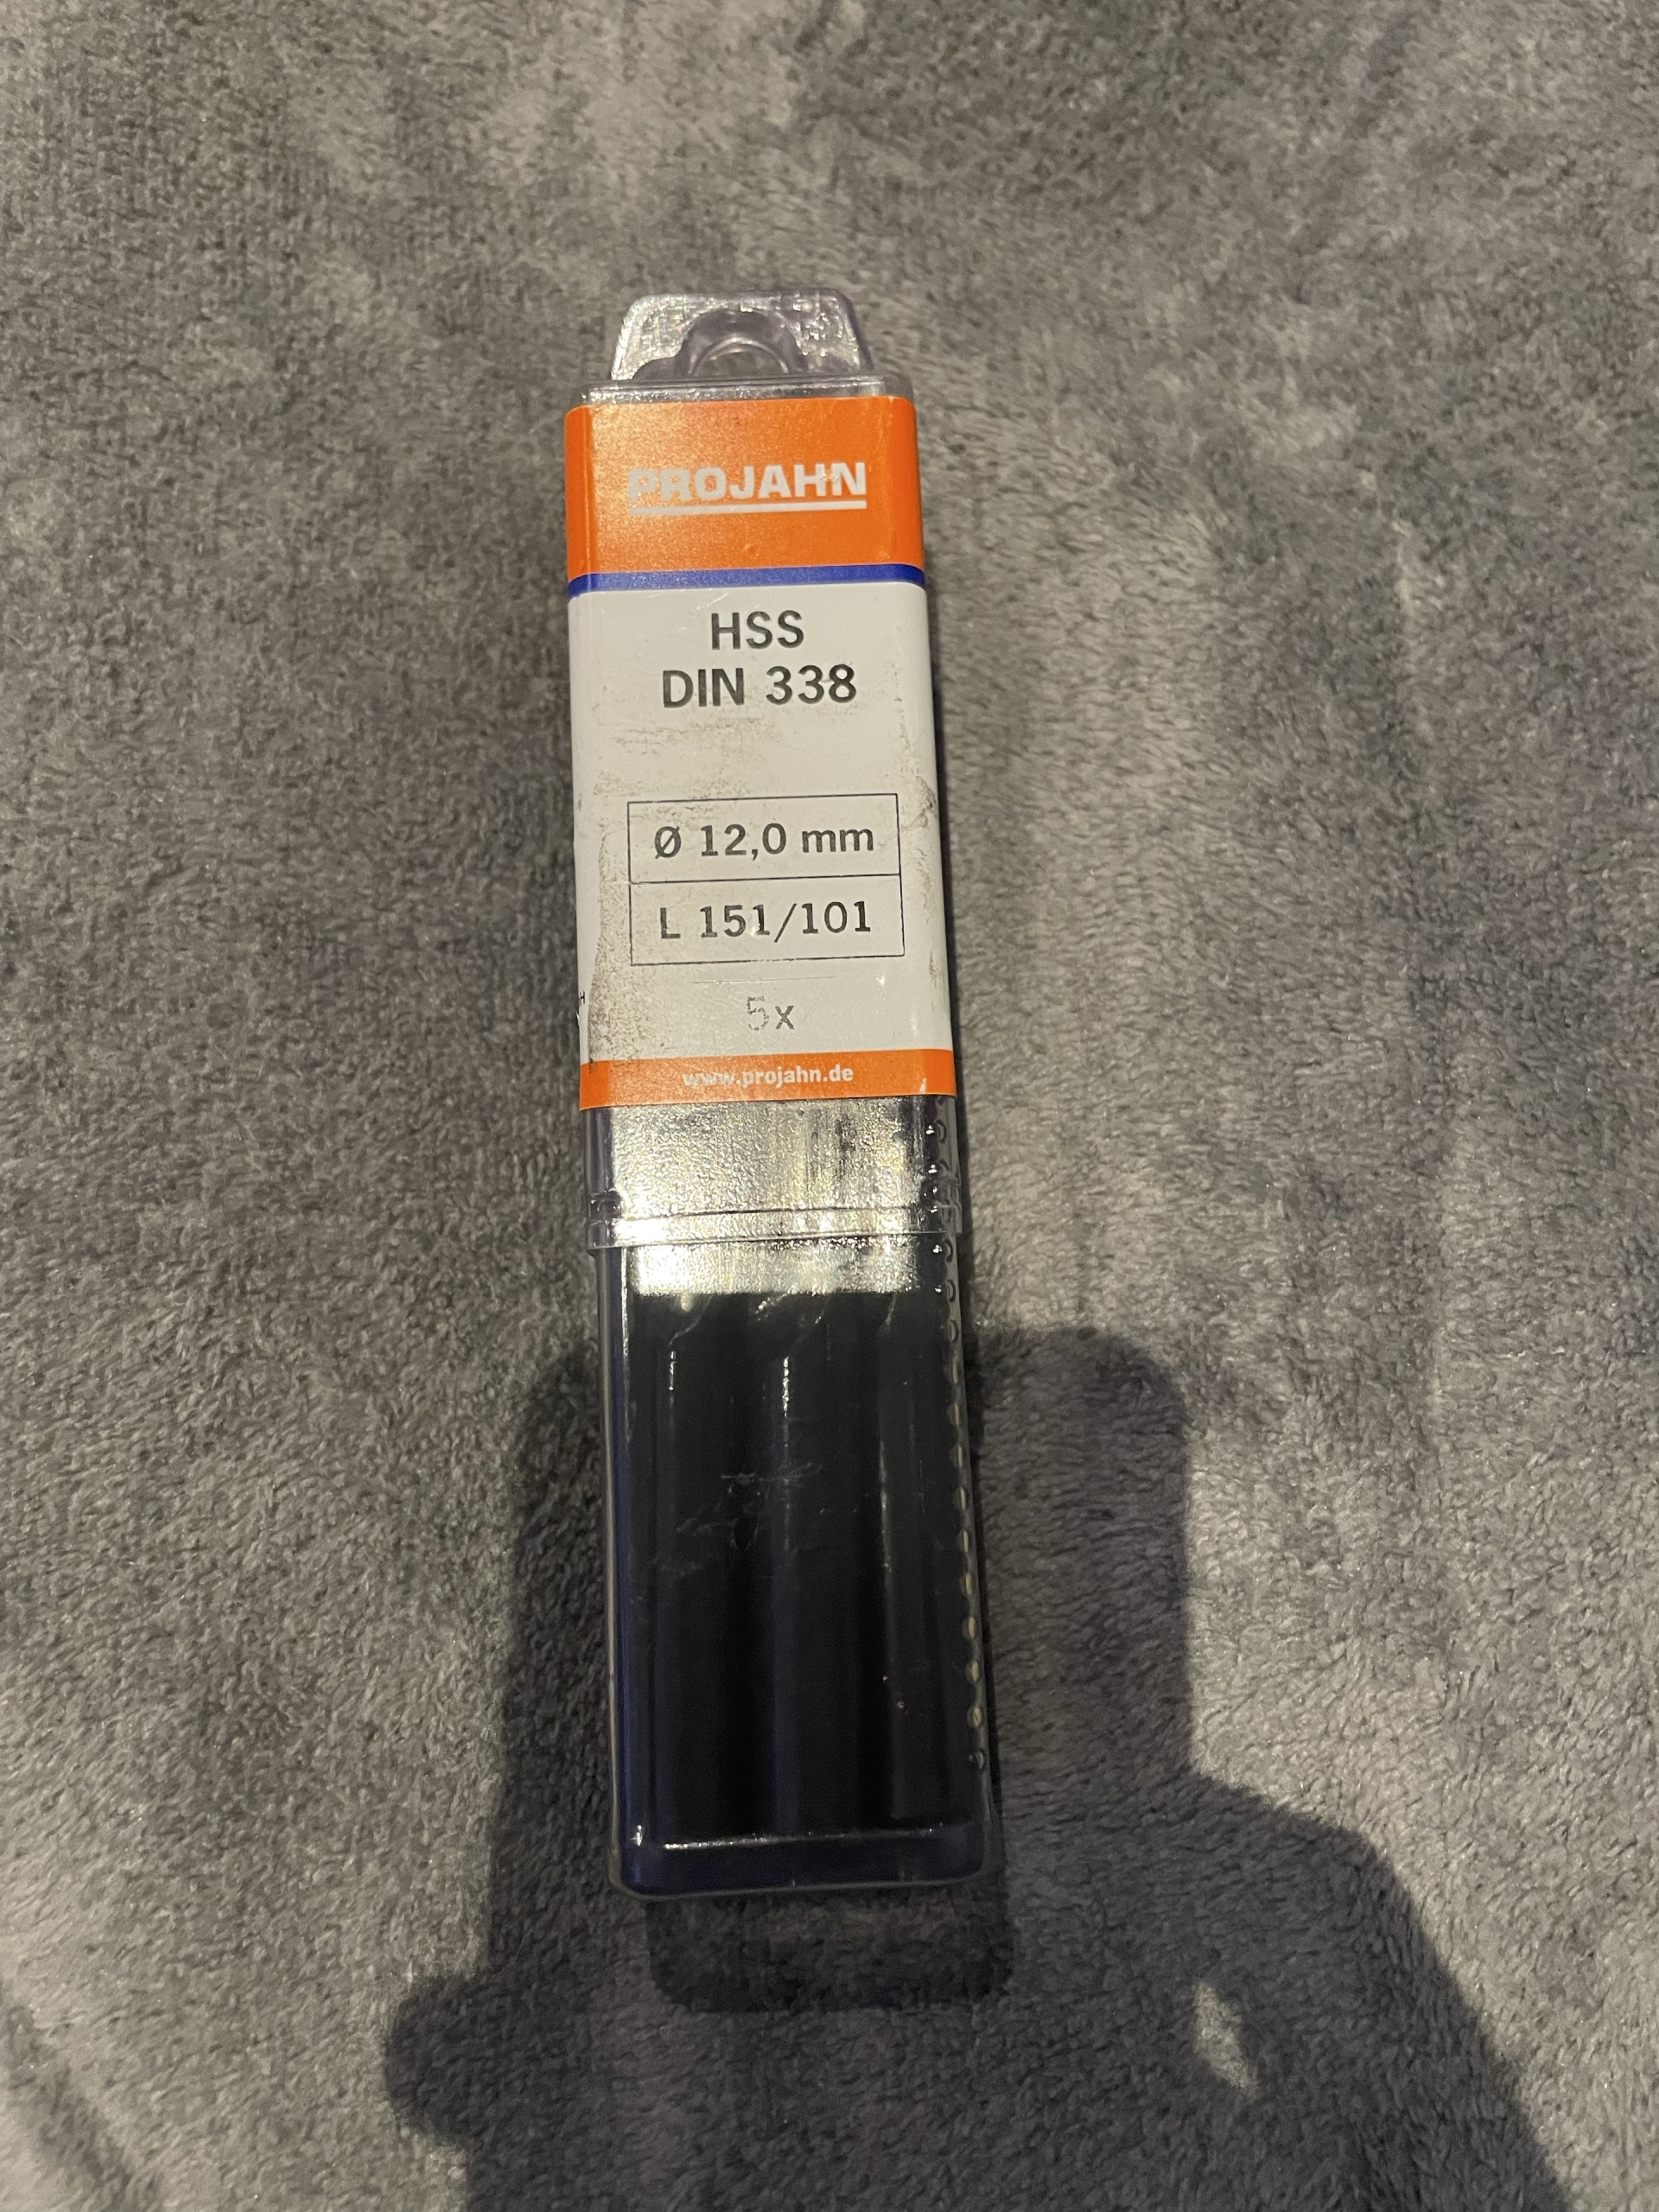 PROJAHN
HSS
DIN 338
Ø 12,0 mm
L 151/101
5x
www.projahn.de